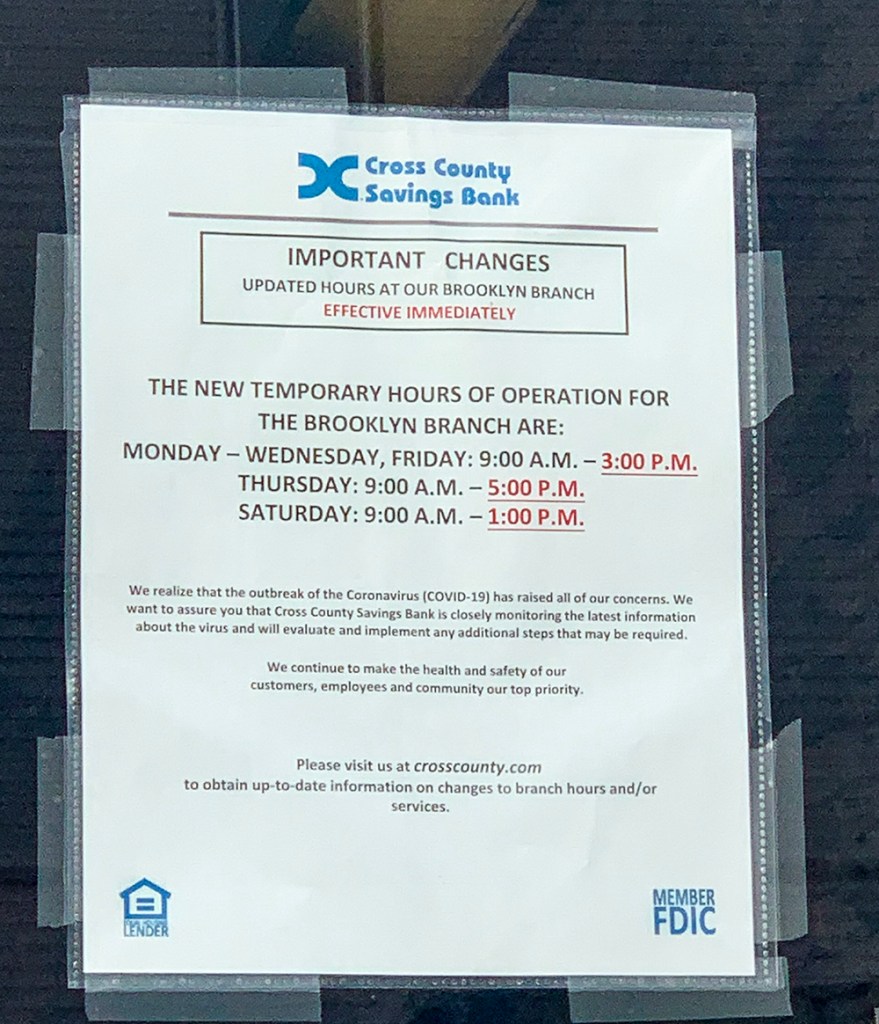 Cross County
Savings Bank
IMPORTANT CHANGES
UPDATED HOURS AT OUR BROOKLYN BRANCH
EFFECTIVE IMMEDIATELY
THE NEW TEMPORARY HOURS OF OPERATION FOR
THE BROOKLYN BRANCH ARE:
MONDAY – WEDNESDAY, FRIDAY: 9:00 A.M. – 3:00 P.M.
THURSDAY: 9:00 A.M. – 5:00 P.M.
SATURDAY: 9:00 A.M. – 1:00 P.M.
We realize that the outbreak of the Coronavirus (COVID-19) has raised all of our concerns. We
want to assure you that Cross County Savings Bank is closely monitoring the latest information
about the virus and will evaluate and implement any additional steps that may be required.
We continue to make the health and safety of our
customers, employees and community our top priority.
Please visit us at crosscounty.com
to obtain up-to-date information on changes to branch hours and/or
services.
LENDER
MEMBER
FDIC